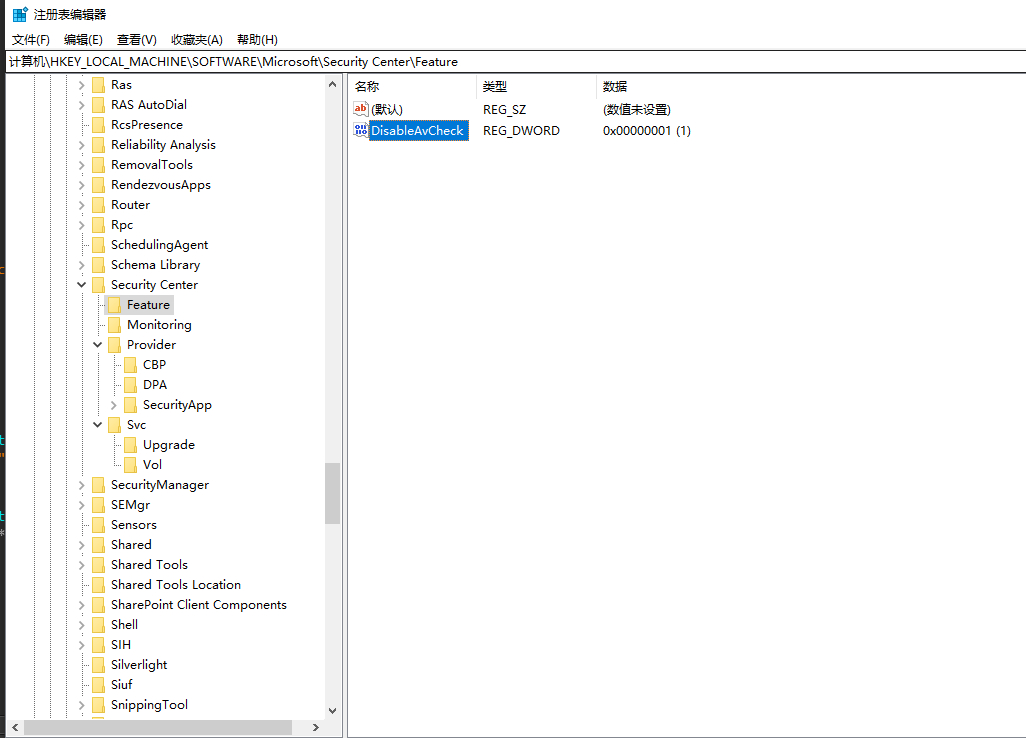 注册表编辑器
文件(F) 编辑(E) 查看(V) 收藏夹(A) 帮助(H)
计算机\HKEY_LOCAL_MACHINE\SOFTWARE\Microsoft\Security Center\Feature
Ras
RAS AutoDial
RcsPresence
Reliability Analysis
RemovalTools
RendezvousApps
Router
Rpc
SchedulingAgent
Schema Library
Security Center
Feature
Monitoring
Provider
CBP
DPA
SecurityApp
Svc
Upgrade
Vol
SecurityManager
SEMgr
Sensors
Shared
Shared Tools
Shared Tools Location
SharePoint Client Components
Shell
SIH
Silverlight
Siuf
SnippingTool
名称 类型 数据
(默认) REG_SZ (数值未设置)
DisableAvCheck REG_DWORD 0x00000001 (1)